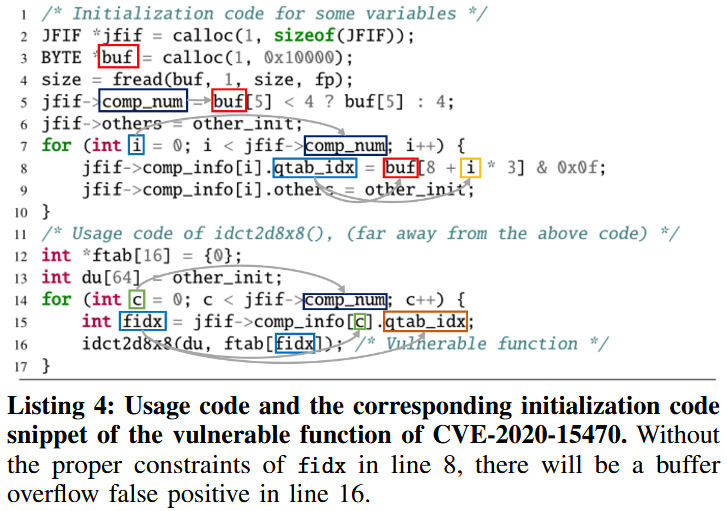 1 /* Initialization code for some variables */
2 JFIF *jfif = calloc(1, sizeof(JFIF));
3 BYTE *buf = calloc(1, 0x10000);
4 size = fread(buf, 1, size, fp);
5 jfif->comp_num = buf[5] < 4 ? buf[5] : 4;
6 jfif->others = other_init;
7 for (int i = 0; i < jfif->comp_num; i++) {
8 jfif->comp_info[i].qtab_idx = buf[8 + i * 3] & 0x0f;
9 jfif->comp_info[i].others = other_init;
10 }
11 /* Usage code of idct2d8x8(), (far away from the above code) */
12 int *ftab[16] = {0};
13 int du[64] = other_init;
14 for (int c = 0; c < jfif->comp_num; c++) {
15 int fidx = jfif->comp_info[c].qtab_idx;
16 idct2d8x8(du, ftab[fidx]); /* Vulnerable function */
17 }
Listing 4: Usage code and the corresponding initialization code
snippet of the vulnerable function of CVE-2020-15470. Without
the proper constraints of fidx in line 8, there will be a buffer
overflow false positive in line 16.